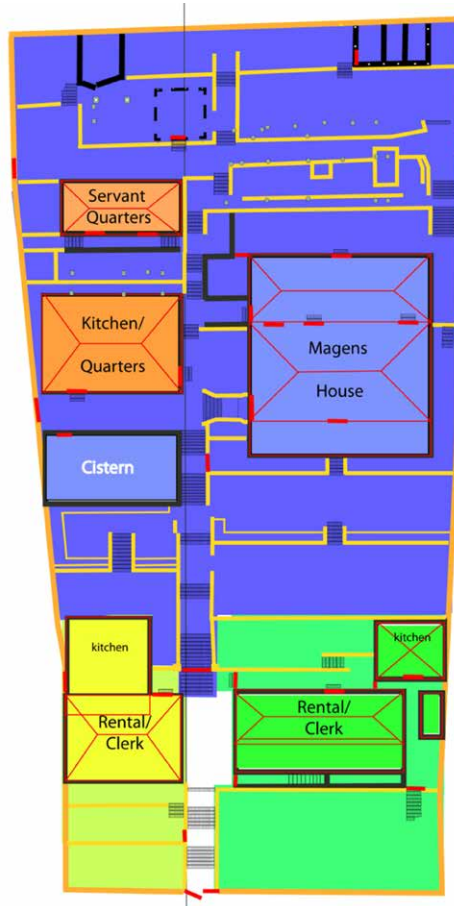 Servant
Quarters
Kitchen/
Quarters
Magens
House
Cistern
kitchen
kitchen
Rental/
Clerk
Rental/
Clerk